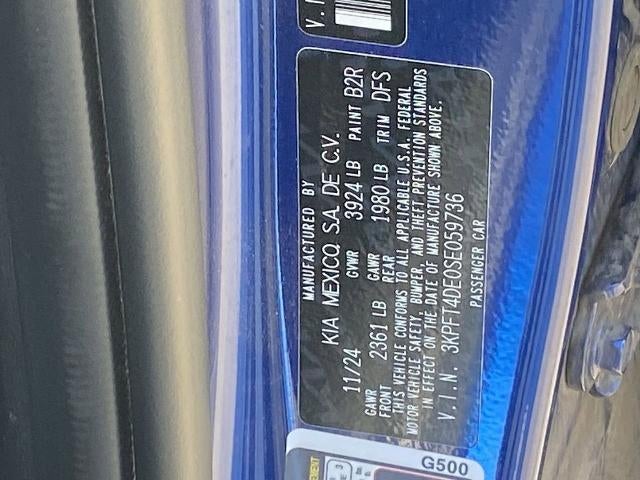 V.I
MANUFACTURED BY
KIA MEXICO, S.A. DE C.V.
11/24 GVWR 3924 LB PAINT B2R
GAWR FRONT 2361 LB GAWR REAR 1980 LB TRIM DFS
THIS VEHICLE CONFORMS TO ALL APPLICABLE U.S.A. FEDERAL
MOTOR VEHICLE SAFETY, BUMPER, AND THEFT PREVENTION STANDARDS
IN EFFECT ON THE DATE OF MANUFACTURE SHOWN ABOVE.
V.I.N. 3KPFT4DE0SE059736
PASSENGER CAR
G500